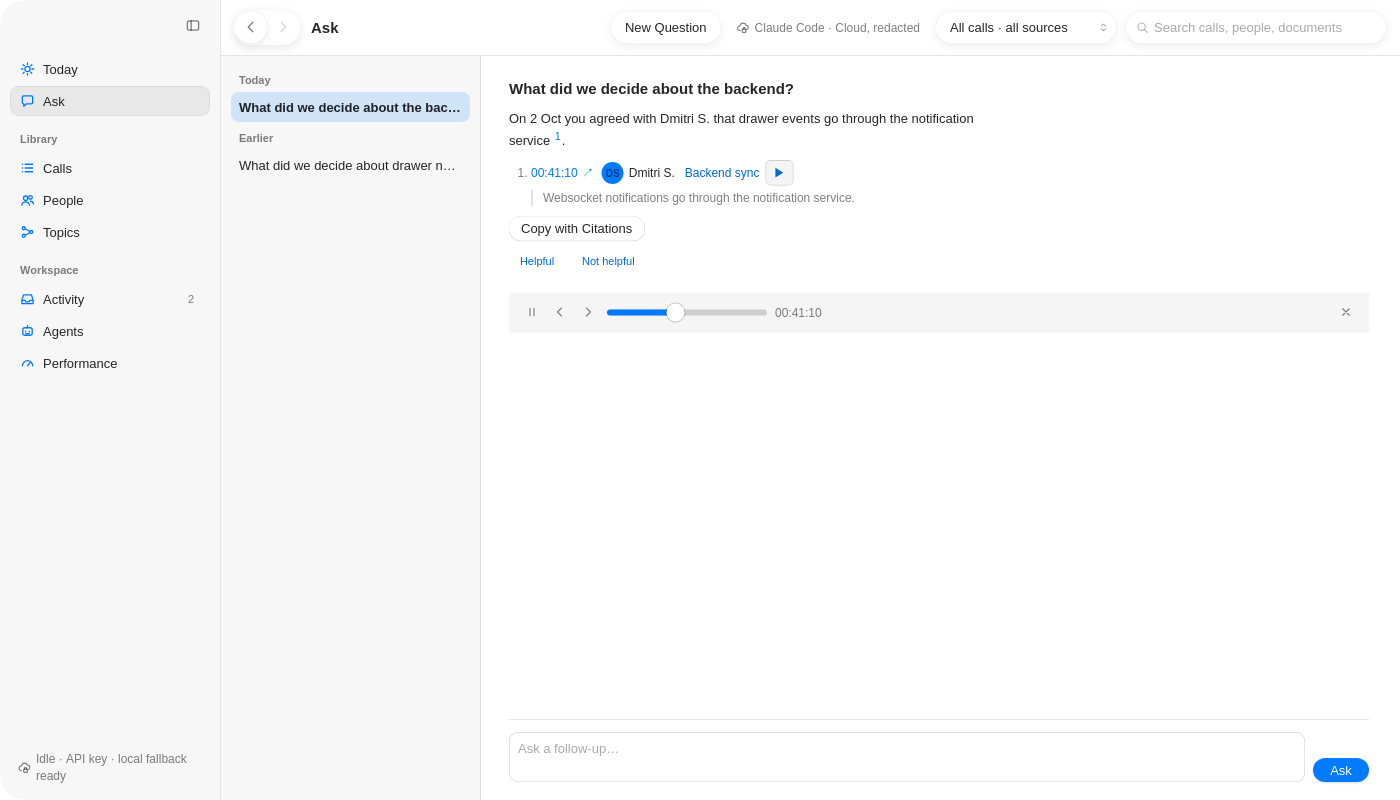 Today
Ask
Library
Calls
People
Topics
Workspace
Activity 2
Agents
Performance
Idle · API key · local fallback
ready
Ask
New Question
Claude Code · Cloud, redacted
All calls · all sources
Search calls, people, documents
Today
What did we decide about the bac…
Earlier
What did we decide about drawer n…
What did we decide about the backend?
On 2 Oct you agreed with Dmitri S. that drawer events go through the notification
service 1.
1. 00:41:10 ↗ DS Dmitri S. Backend sync
Websocket notifications go through the notification service.
Copy with Citations
Helpful Not helpful
00:41:10
Ask a follow-up…
Ask